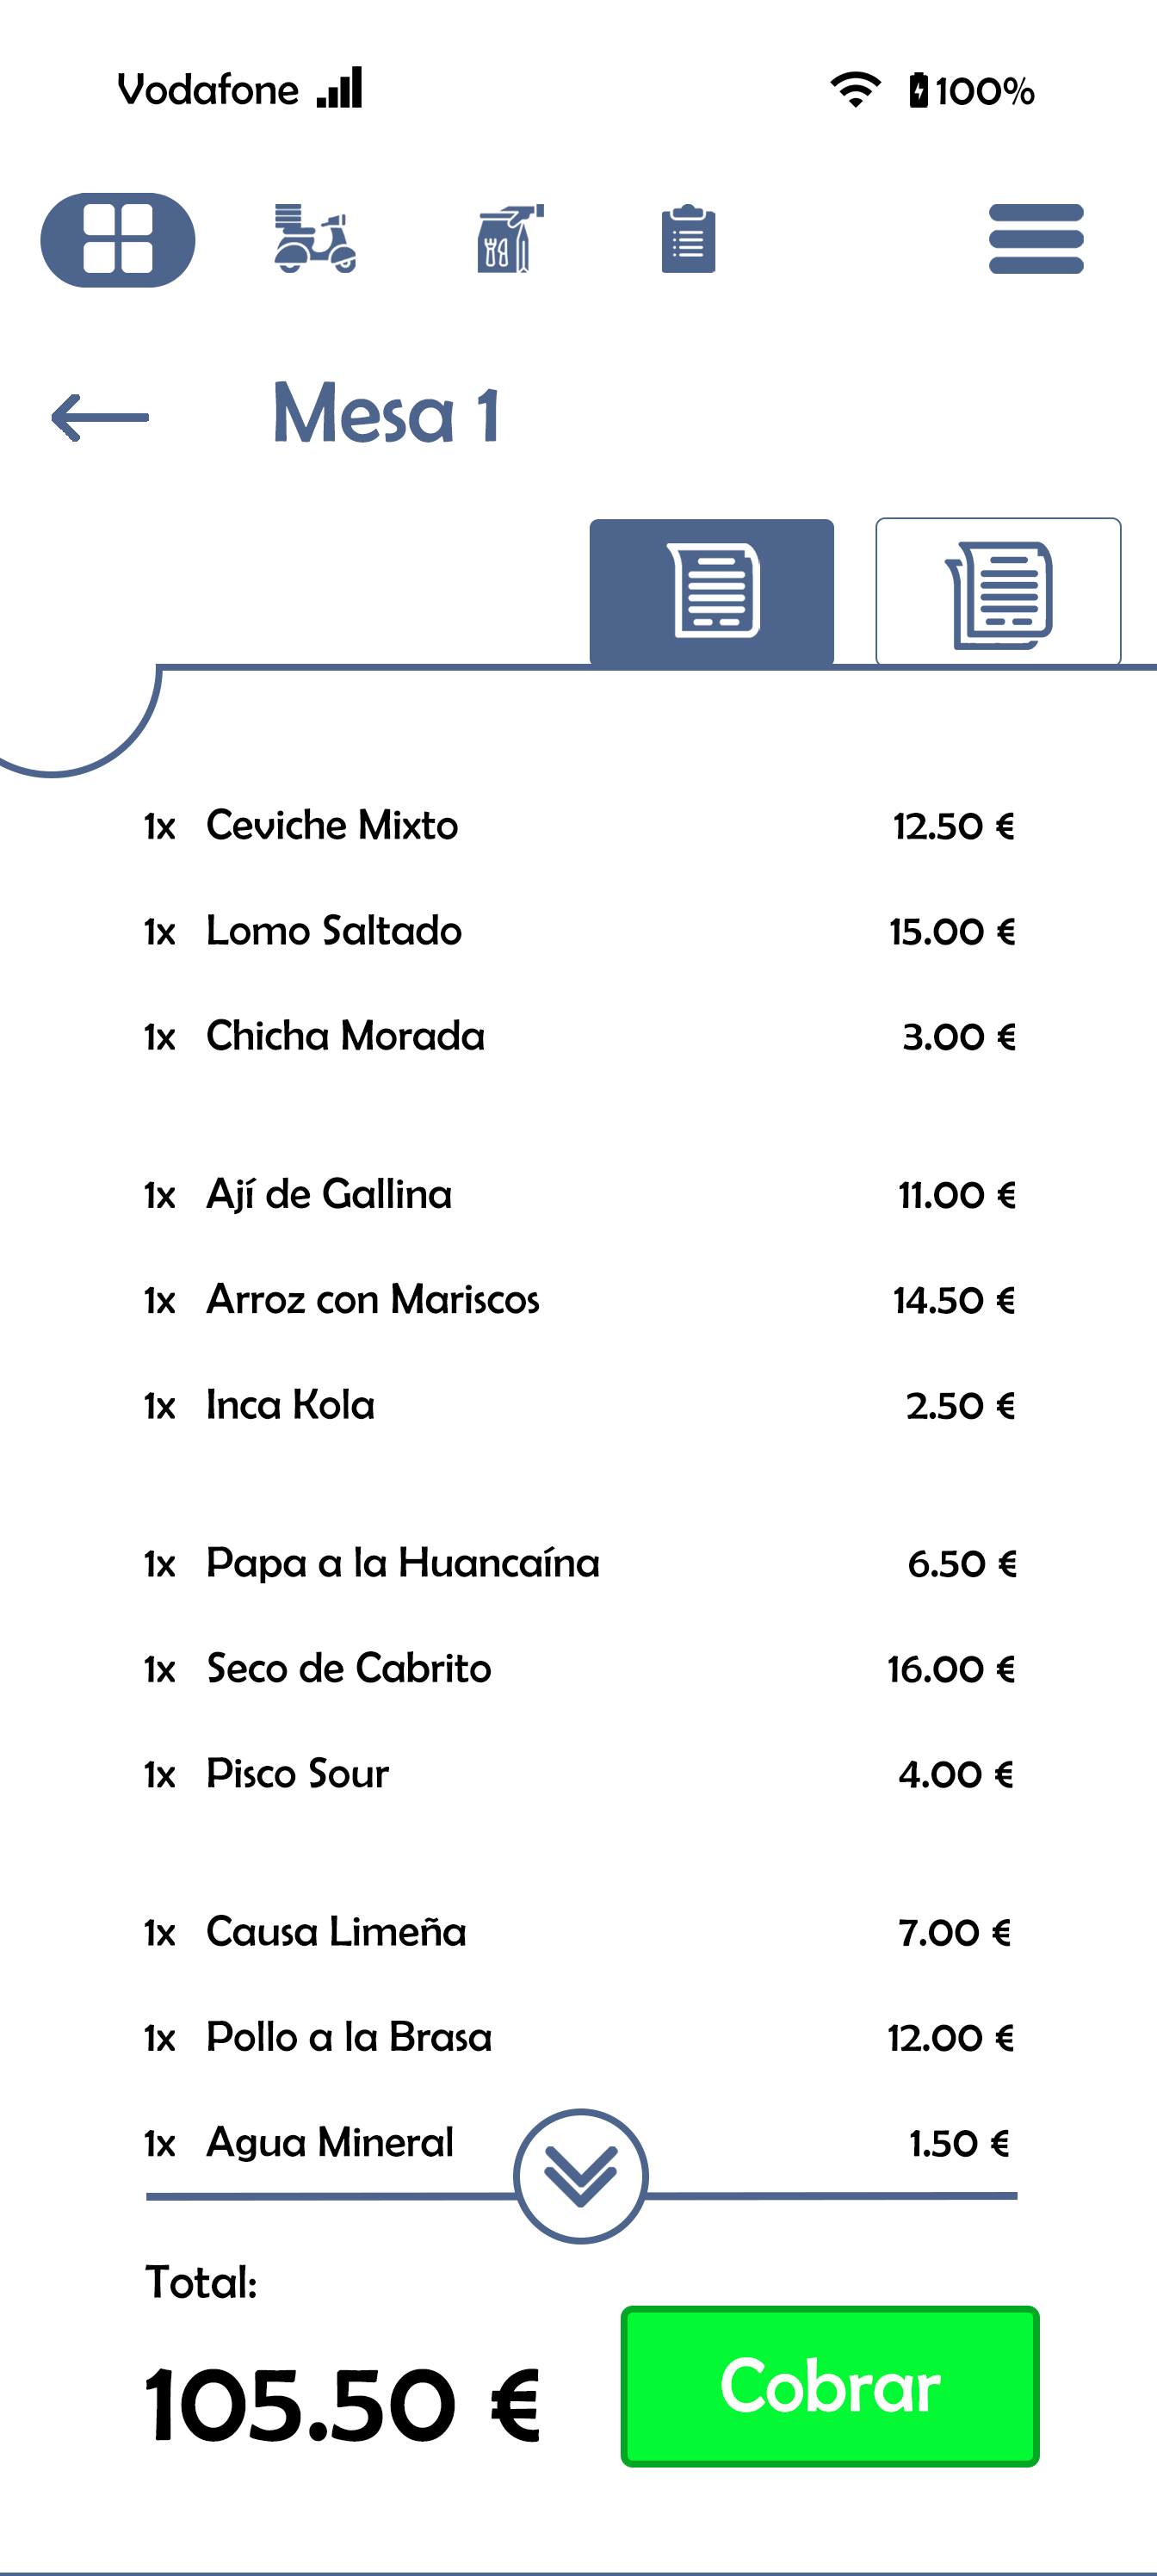 Vodafone 100%
Mesa 1
1x Ceviche Mixto 12.50 €
1x Lomo Saltado 15.00 €
1x Chicha Morada 3.00 €
1x Ají de Gallina 11.00 €
1x Arroz con Mariscos 14.50 €
1x Inca Kola 2.50 €
1x Papa a la Huancaína 6.50 €
1x Seco de Cabrito 16.00 €
1x Pisco Sour 4.00 €
1x Causa Limeña 7.00 €
1x Pollo a la Brasa 12.00 €
1x Agua Mineral 1.50 €
Total:
105.50 €
Cobrar